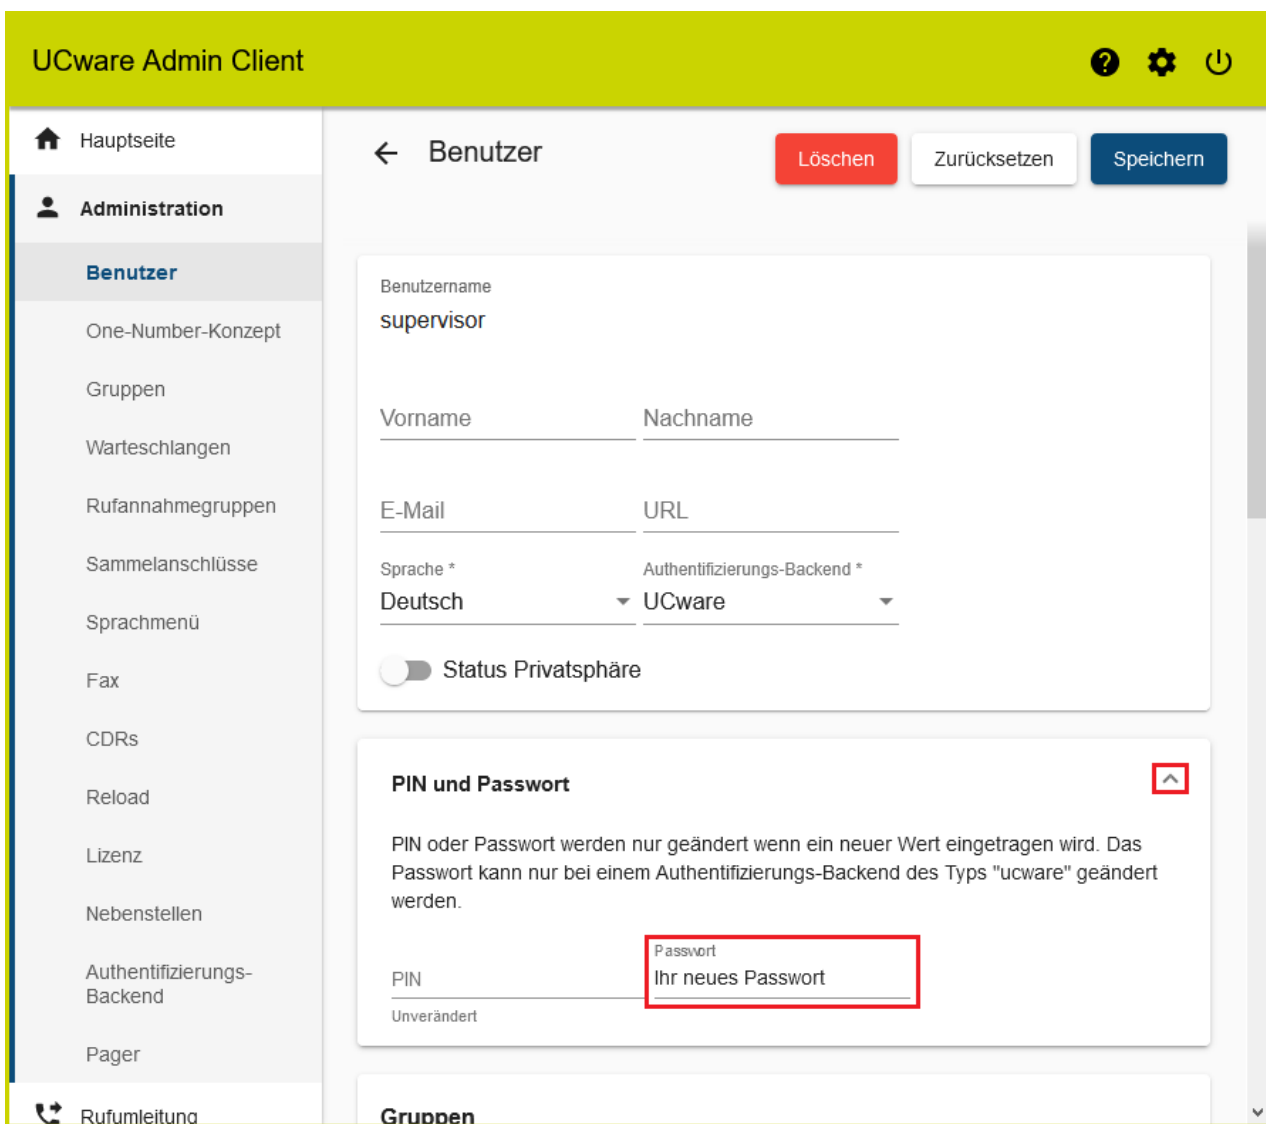 UCware Admin Client
Hauptseite
Administration
Benutzer
One-Number-Konzept
Gruppen
Warteschlangen
Rufannahmegruppen
Sammelanschlüsse
Sprachmenü
Fax
CDRs
Reload
Lizenz
Nebenstellen
Authentifizierungs-
Backend
Pager
Rufumleitung
Benutzer
Löschen
Zurücksetzen
Speichern
Benutzername
supervisor
Vorname
Nachname
E-Mail
URL
Sprache *
Authentifizierungs-Backend *
Deutsch
UCware
Status Privatsphäre
PIN und Passwort
PIN oder Passwort werden nur geändert wenn ein neuer Wert eingetragen wird. Das
Passwort kann nur bei einem Authentifizierungs-Backend des Typs "ucware" geändert
werden.
PIN
Unverändert
Passwort
Ihr neues Passwort
Gruppen